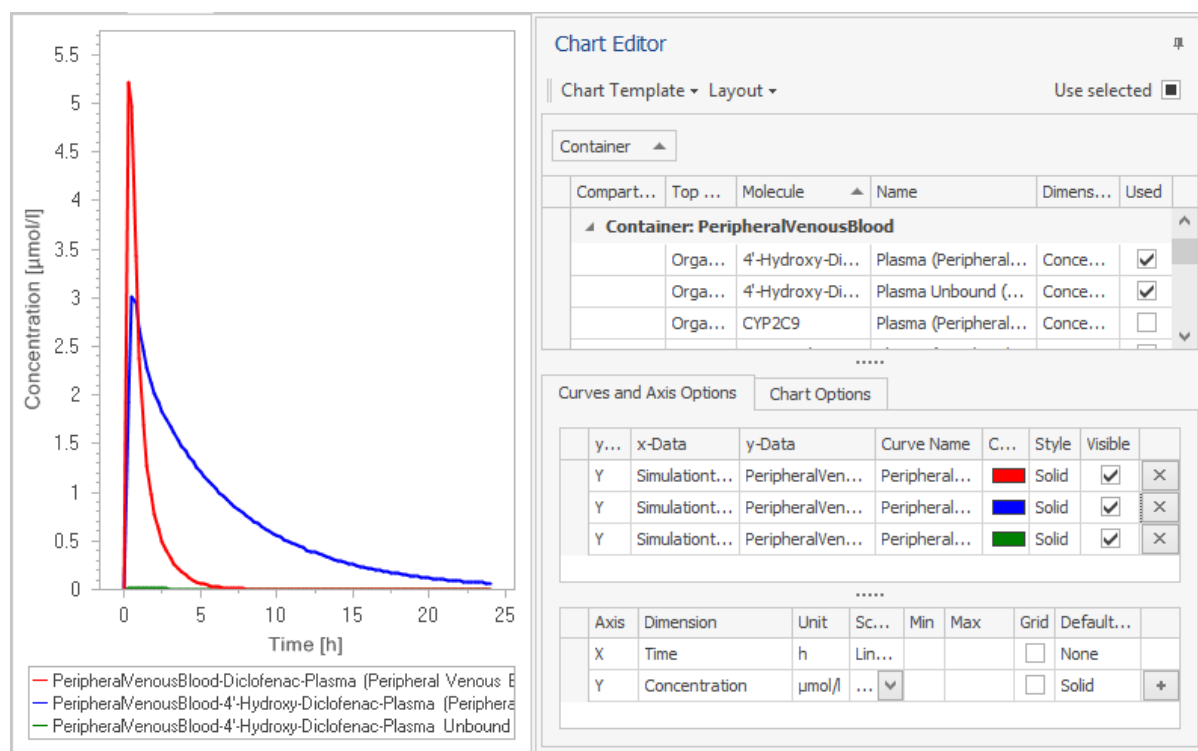 5.5
5
4.5
4
3.5
3
2.5
2
1.5
1
0.5
0
Concentration [µmol/l]
0 5 10 15 20 25
Time [h]
PeripheralVenousBlood-Diclofenac-Plasma (Peripheral Venous B
PeripheralVenousBlood-4'-Hydroxy-Diclofenac-Plasma (Periphera
PeripheralVenousBlood-4'-Hydroxy-Diclofenac-Plasma Unbound
Chart Editor
Chart Template Layout Use selected
Container
Compart... Top ... Molecule Name Dimens... Used
Container: PeripheralVenousBlood
Orga... 4'-Hydroxy-Di... Plasma (Peripheral... Conce...
Orga... 4'-Hydroxy-Di... Plasma Unbound (... Conce...
Orga... CYP2C9 Plasma (Peripheral... Conce...
Curves and Axis Options Chart Options
y... x-Data y-Data Curve Name C... Style Visible
Y Simulationt... PeripheralVen... Peripheral... Solid
Y Simulationt... PeripheralVen... Peripheral... Solid
Y Simulationt... PeripheralVen... Peripheral... Solid
Axis Dimension Unit Sc... Min Max Grid Default...
X Time h Lin... None
Y Concentration µmol/l ... Solid